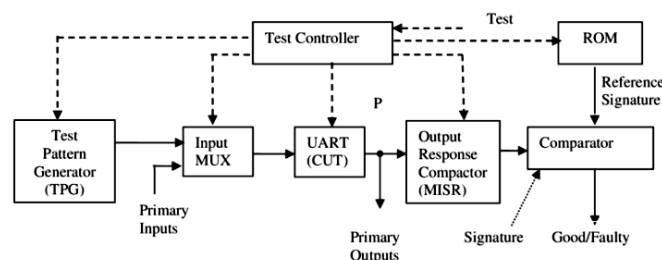 Test
Test Controller
ROM
Reference
Signature
P
Test
Pattern
Generator
(TPG)
Input
MUX
UART
(CUT)
Output
Response
Compactor
(MISR)
Comparator
Primary
Inputs
Primary
Outputs
Signature
Good/Faulty